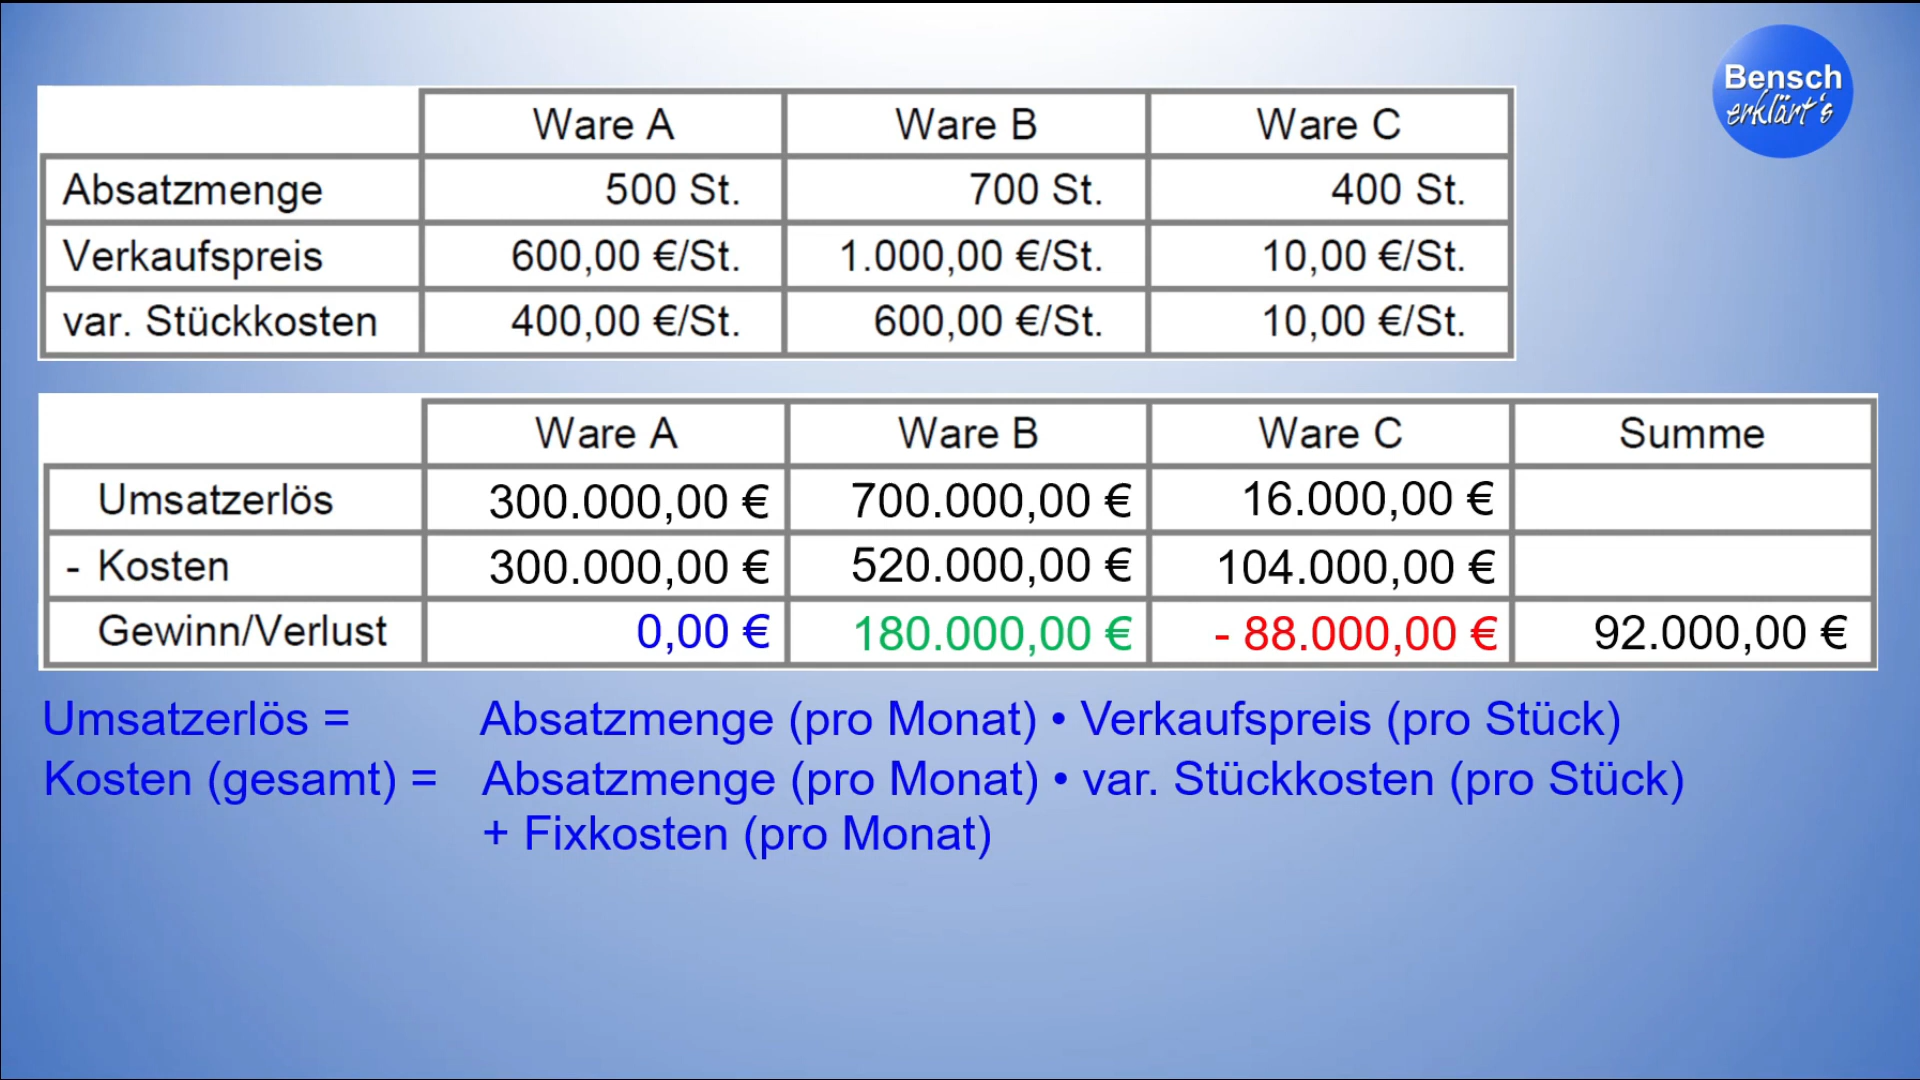 Bensch
erklärt's
Ware A Ware B Ware C
Absatzmenge 500 St. 700 St. 400 St.
Verkaufspreis 600,00 €/St. 1.000,00 €/St. 10,00 €/St.
var. Stückkosten 400,00 €/St. 600,00 €/St. 10,00 €/St.
Ware A Ware B Ware C Summe
Umsatzerlös 300.000,00 € 700.000,00 € 16.000,00 €
- Kosten 300.000,00 € 520.000,00 € 104.000,00 €
Gewinn/Verlust 0,00 € 180.000,00 € - 88.000,00 € 92.000,00 €
Umsatzerlös = Absatzmenge (pro Monat) • Verkaufspreis (pro Stück)
Kosten (gesamt) = Absatzmenge (pro Monat) • var. Stückkosten (pro Stück)
+ Fixkosten (pro Monat)